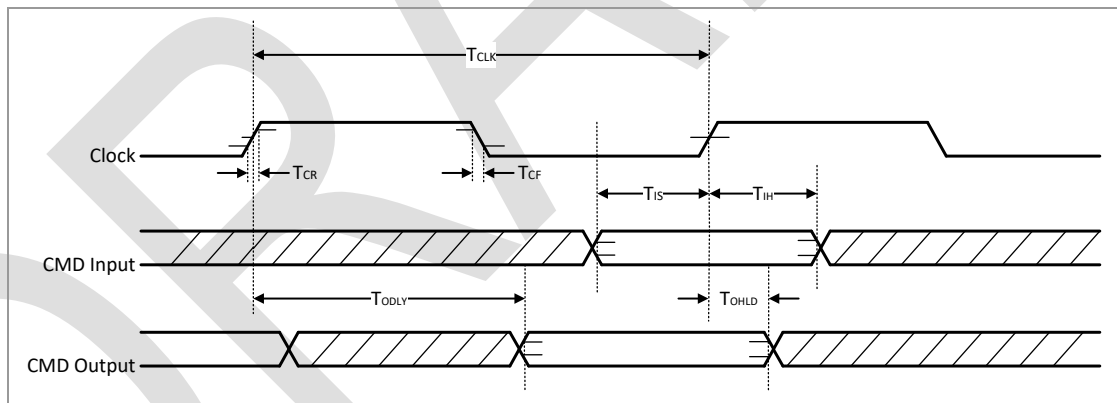 TCLK
Clock
TCR
TCF
TIS
TIH
CMD Input
TODLY
TOHLD
CMD Output